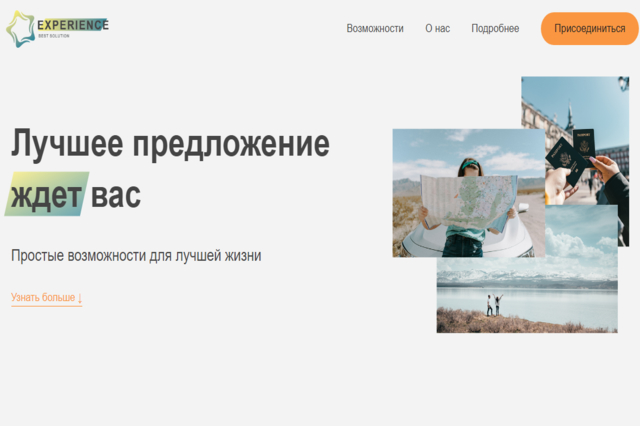 EXPERIENCE
BEST SOLUTION
Возможности О нас Подробнее Присоединиться
Лучшее предложение
ждет вас
Простые возможности для лучшей жизни
Узнать больше ↓